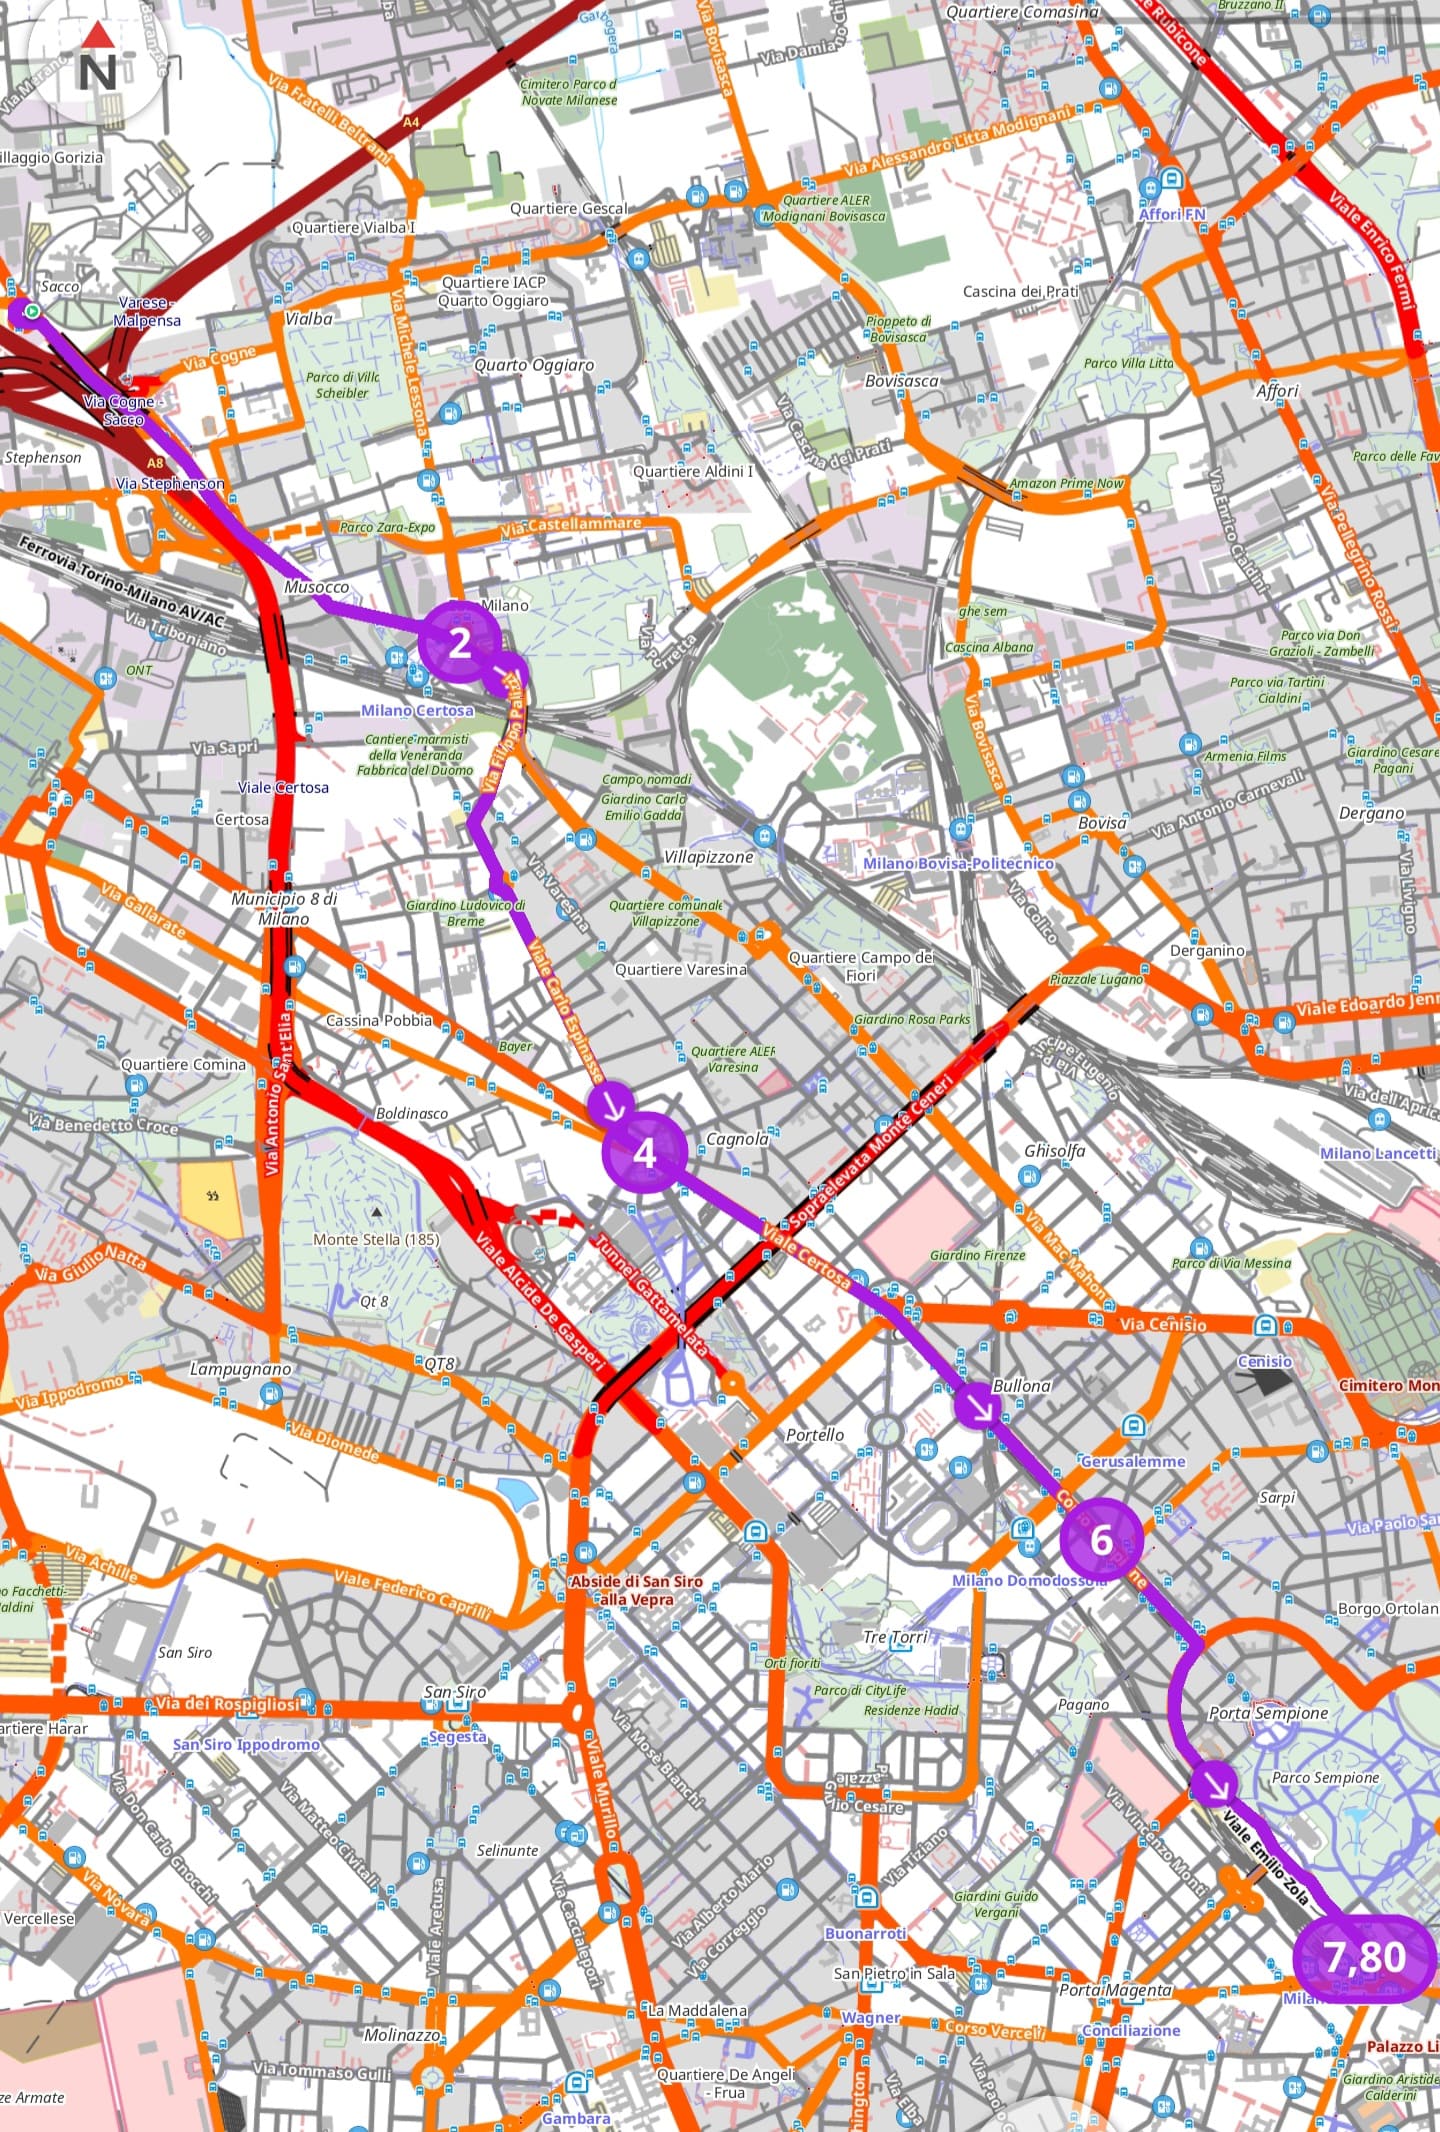 Quartiere Comasina
Bruzzano II
Garbogera
Via Bovisasca
Via Merano
N
Cimitero Parco d
Novate Milanese
Via Fratelli Beltrami
A4
Via Alessandro Litta Modignani
illaggio Gorizia
Viale Enrico Fermi
Quartiere Gescal
Quartiere ALER
Modignani Bovisasca
Affori FN
Quartiere Vialba I
Sacco
Quartiere IACP
Quarto Oggiaro
Cascina dei Prati
Varese -
Malpensa
Vialba
Via Michele Lessona
Pioppeto di
Bovisasca
Via Cogne
Quarto Oggiaro
Parco Villa Litta
Parco di Villa
Scheibler
Bovisasca
Affori
Via Cogne -
Sacco
Stephenson
A8
Via Stephenson
Quartiere Aldini I
Via Cascina dei Prati
Amazon Prime Now
Parco delle Fav
Parco Zara-Expo
Via Castellammare
Via Enrico Cialdini
Via Pellegrino Rossi
Ferrovia Torino-Milano AV/AC
Via Triboniano
Musocco
Milano
2
Via Porretta
ghe sem
Cascina Albana
Parco via Don
Grazioli - Zambelli
ONT
Parco via Tartini
Cialdini
Milano Certosa
Via Bovisasca
Via Sapri
Cantiere marmisti
della Veneranda
Fabbrica del Duomo
Armenia Films
Giardino Cesare
Pagani
Viale Certosa
Campo nomadi
Giardino Carlo
Emilio Gadda
Via Antonio Carnevali
Certosa
Bovisa
Dergano
Villapizzone
Milano Bovisa-Politecnico
Via Livigno
Municipio 8 di
Milano
Via Gallarate
Giardino Ludovico di
Breme
Via Varesina
Quartiere comunale
Villapizzone
Via Colico
Quartiere Varesina
Quartiere Campo dei
Fiori
Derganino
Piazzale Lugano
Viale Carlo Espinasse
Viale Edoardo Jenn
Cassina Pobbia
Giardino Rosa Parks
Bayer
Quartiere ALER
Varesina
Quartiere Comina
Via Antonio Sant'Elia
Via dell'Aprica
Via Benedetto Croce
Boldinasco
4
Cagnola
Sopraelevata Monte Ceneri
Ghisolfa
Milano Lancetti
Monte Stella (185)
Via Giulio Natta
Viale Certosa
Giardino Firenze
Parco di Via Messina
Viale Alcide De Gasperi
Tunnel Gattamelata
Via Mac Mahon
Qt 8
Via Cenisio
Cenisio
Lampugnano
QT8
Via Ippodromo
Bullona
Cimitero Mon
Via Diomede
Portello
Gerusalemme
Sarpi
Via Paolo Sar
6
Via Achille
Viale Federico Caprilli
Abside di San Siro
alla Vepra
Milano Domodossola
o Facchetti-
aldini
Borgo Ortolan
San Siro
Tre Torri
Orti fioriti
San Siro
Via dei Rospigliosi
Parco di CityLife
Residenze Hadid
Pagano
Porta Sempione
artiere Harar
San Siro Ippodromo
Segesta
Via Mosè Bianchi
Viale Murillo
Piazzale
Giulio Cesare
Parco Sempione
Via Don Carlo Gnocchi
Via Matteo Civitali
Via Vincenzo Monti
Viale Emilio Zola
Selinunte
Via Tiziano
Via Novara
Via Caccialepori
Via Alberto Mario
Via Correggio
Giardini Guido
Vergani
Vercellese
Viale Aretusa
Buonarroti
7,80
San Pietro in Sala
Porta Magenta
Milan
La Maddalena
Wagner
Corso Vercelli
Conciliazione
Molinazzo
Palazzo Li
Via Tommaso Gulli
Quartiere De Angeli
- Frua
Giardino Aristide
Calderini
ze Armate
Gambara
Via Elba